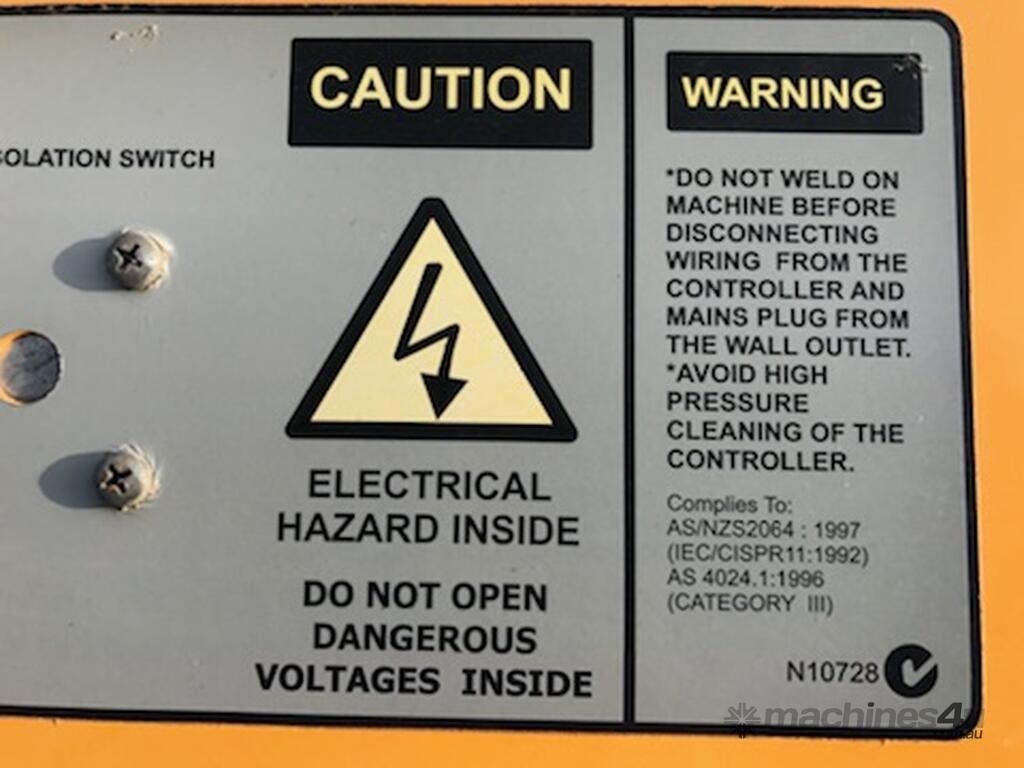 ISOLATION SWITCH
CAUTION
ELECTRICAL
HAZARD INSIDE
DO NOT OPEN
DANGEROUS
VOLTAGES INSIDE
WARNING
*DO NOT WELD ON
MACHINE BEFORE
DISCONNECTING
WIRING FROM THE
CONTROLLER AND
MAINS PLUG FROM
THE WALL OUTLET.
*AVOID HIGH
PRESSURE
CLEANING OF THE
CONTROLLER.
Complies To:
AS/NZS2064 : 1997
(IEC/CISPR11:1992)
AS 4024.1:1996
(CATEGORY III)
N10728
machines4u
.au